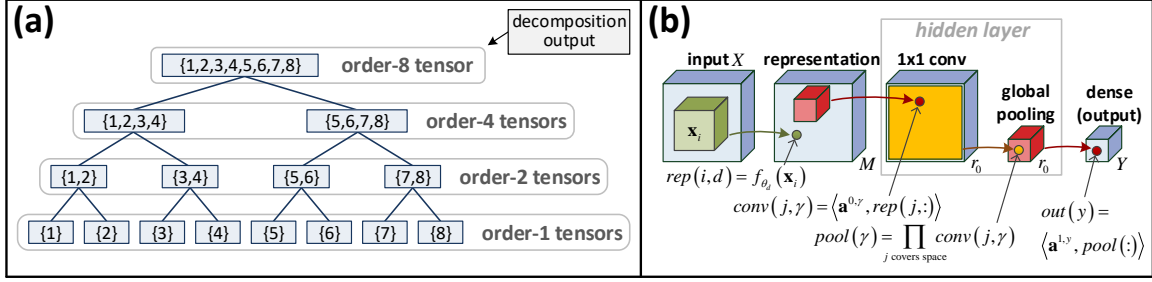 (a)
decomposition
output
{1,2,3,4,5,6,7,8}
order-8 tensor
{1,2,3,4}
{5,6,7,8}
order-4 tensors
{1,2}
{3,4}
{5,6}
{7,8}
order-2 tensors
{1}
{2}
{3}
{4}
{5}
{6}
{7}
{8}
order-1 tensors
(b)
hidden layer
input X
representation
1x1 conv
global
pooling
dense
(output)
x_i
M
r_0
r_0
Y
rep(i,d) = f_{θ_d}(x_i)
conv(j,γ) = ⟨a^{0,γ}, rep(j,:)⟩
pool(γ) = ∏ conv(j,γ)
j covers space
out(y) =
⟨a^{1,y}, pool(:)⟩